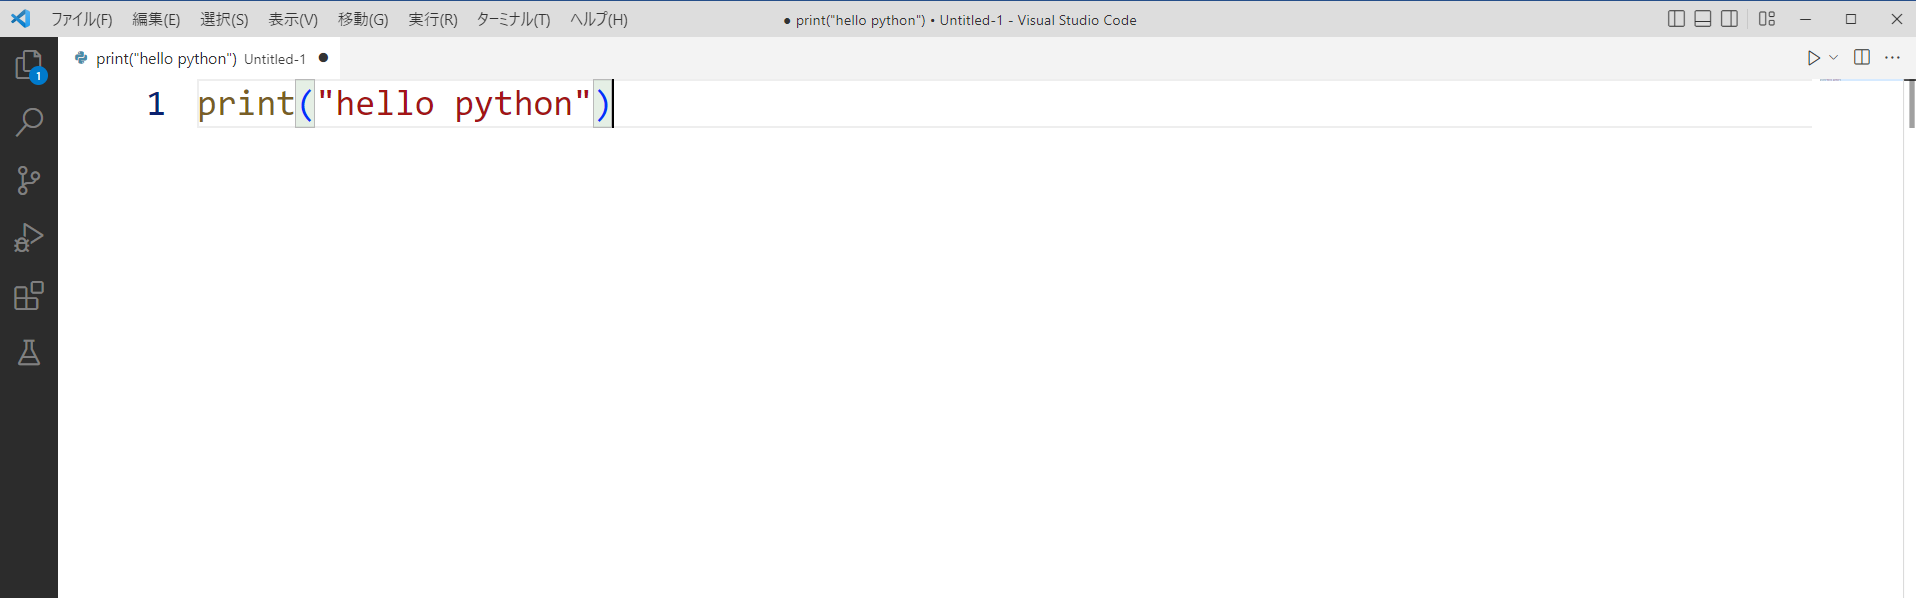 ファイル(F) 編集(E) 選択(S) 表示(V) 移動(G) 実行(R) ターミナル(T) ヘルプ(H) ● print("hello python") • Untitled-1 - Visual Studio Code
print("hello python") Untitled-1 ●
1 print("hello python")
1